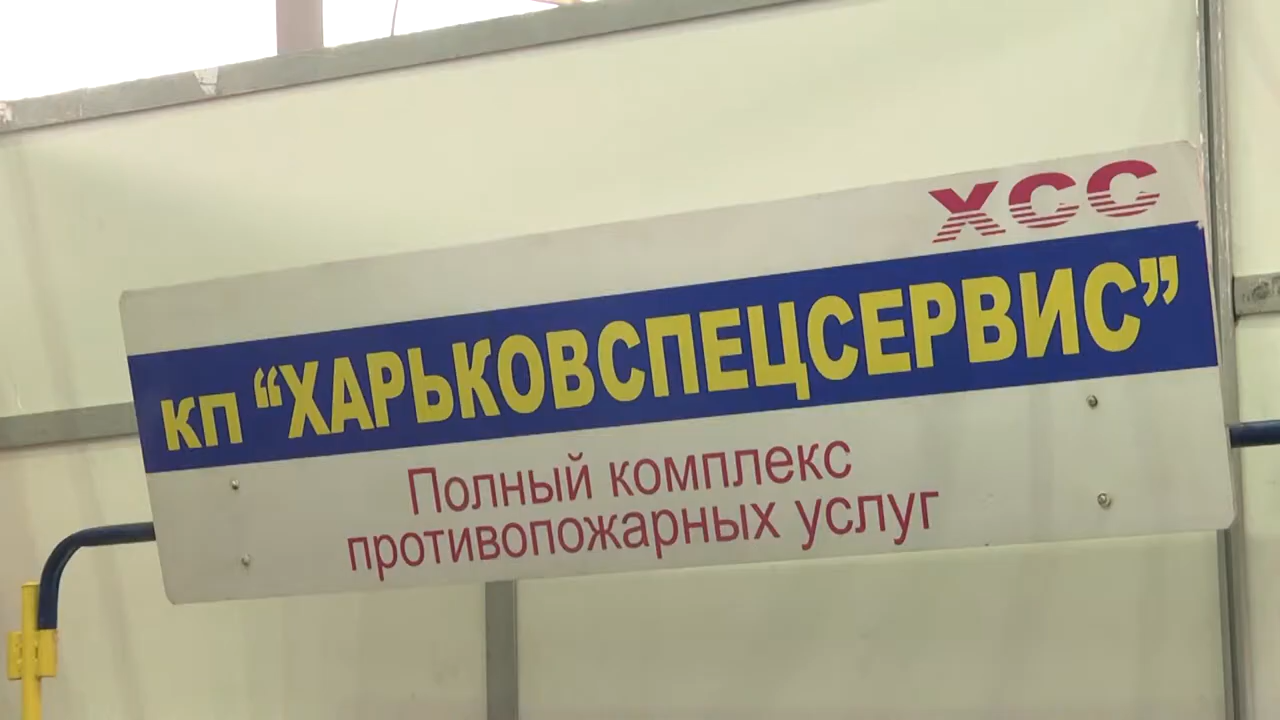 ХСС
КП “ХАРЬКОВСПЕЦСЕРВИС”
Полный комплекс
противопожарных услуг